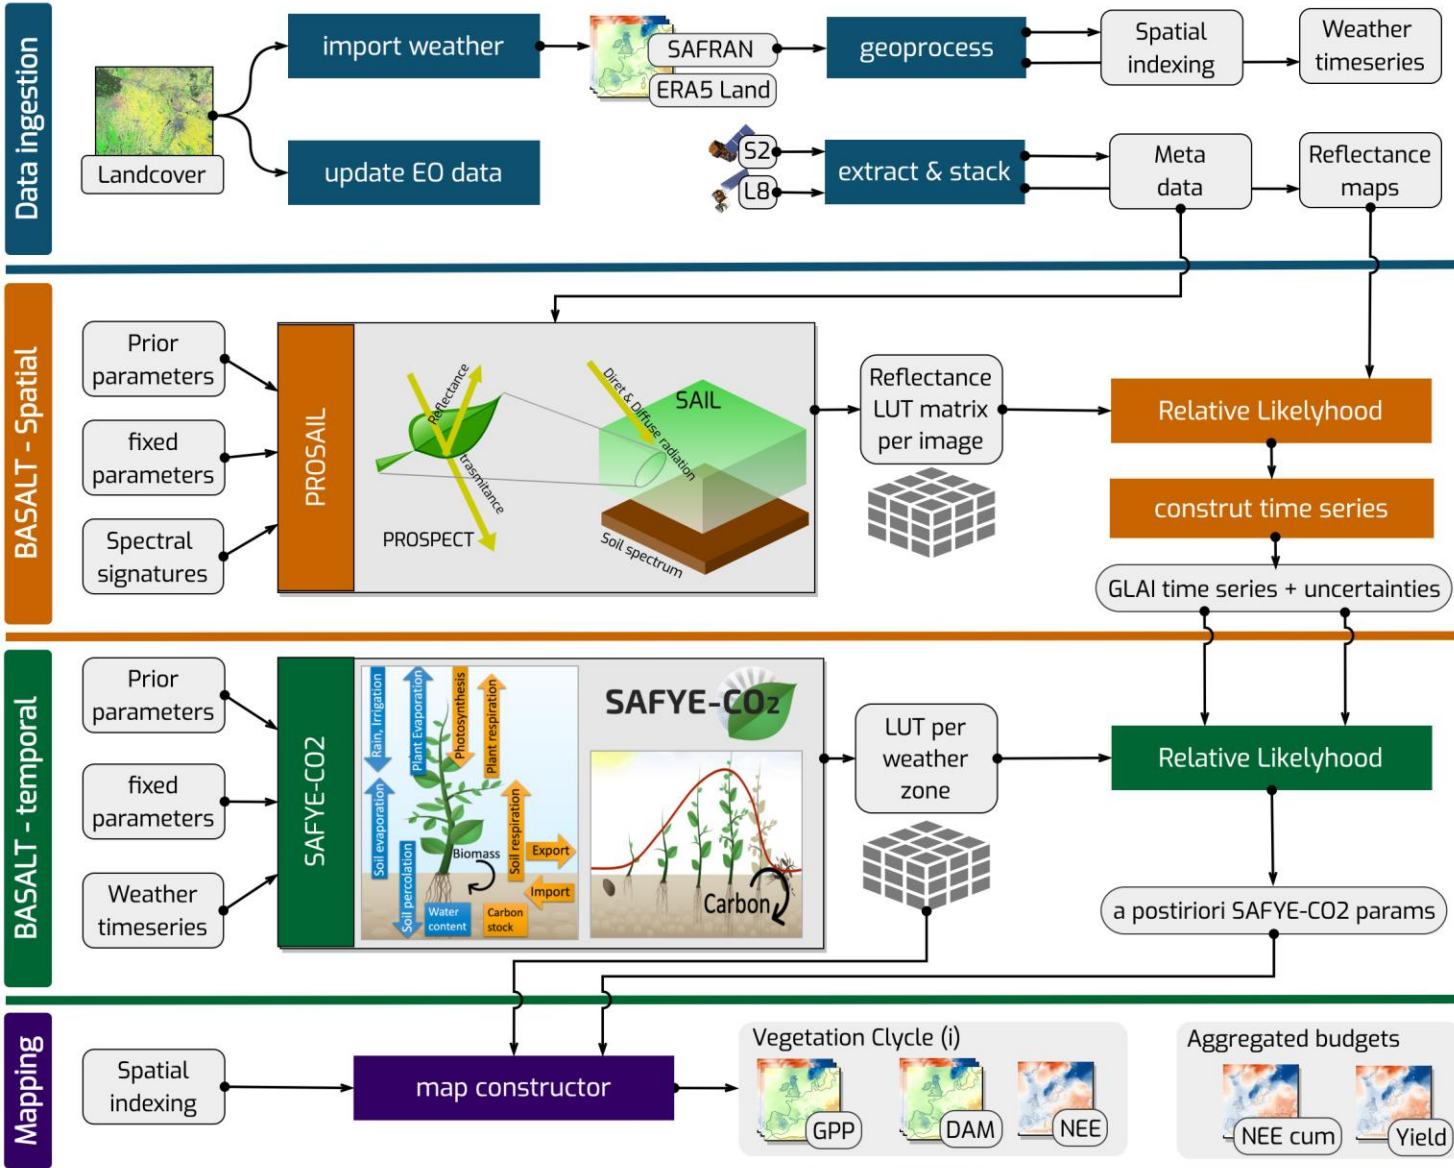 Data ingestion
Landcover
import weather
update EO data
SAFRAN
ERA5 Land
geoprocess
Spatial
indexing
Weather
timeseries
S2
L8
extract & stack
Meta
data
Reflectance
maps
BASALT - Spatial
Prior
parameters
fixed
parameters
Spectral
signatures
PROSAIL
Reflectance
trasmitance
PROSPECT
Diret & Diffuse radiation
SAIL
Soil spectrum
Reflectance
LUT matrix
per image
Relative Likelyhood
construt time series
GLAI time series + uncertainties
BASALT - temporal
Prior
parameters
fixed
parameters
Weather
timeseries
SAFYE-CO2
Rain, Irrigation
Plant Evaporation
Photosynthesis
Plant respiration
Soil evaporation
Soil percolation
Biomass
Soil respiration
Export
Import
Water
content
Carbon
stock
SAFYE-CO2
Carbon
LUT per
weather
zone
Relative Likelyhood
a postiriori SAFYE-CO2 params
Mapping
Spatial
indexing
map constructor
Vegetation Clycle (i)
GPP
DAM
NEE
Aggregated budgets
NEE cum
Yield